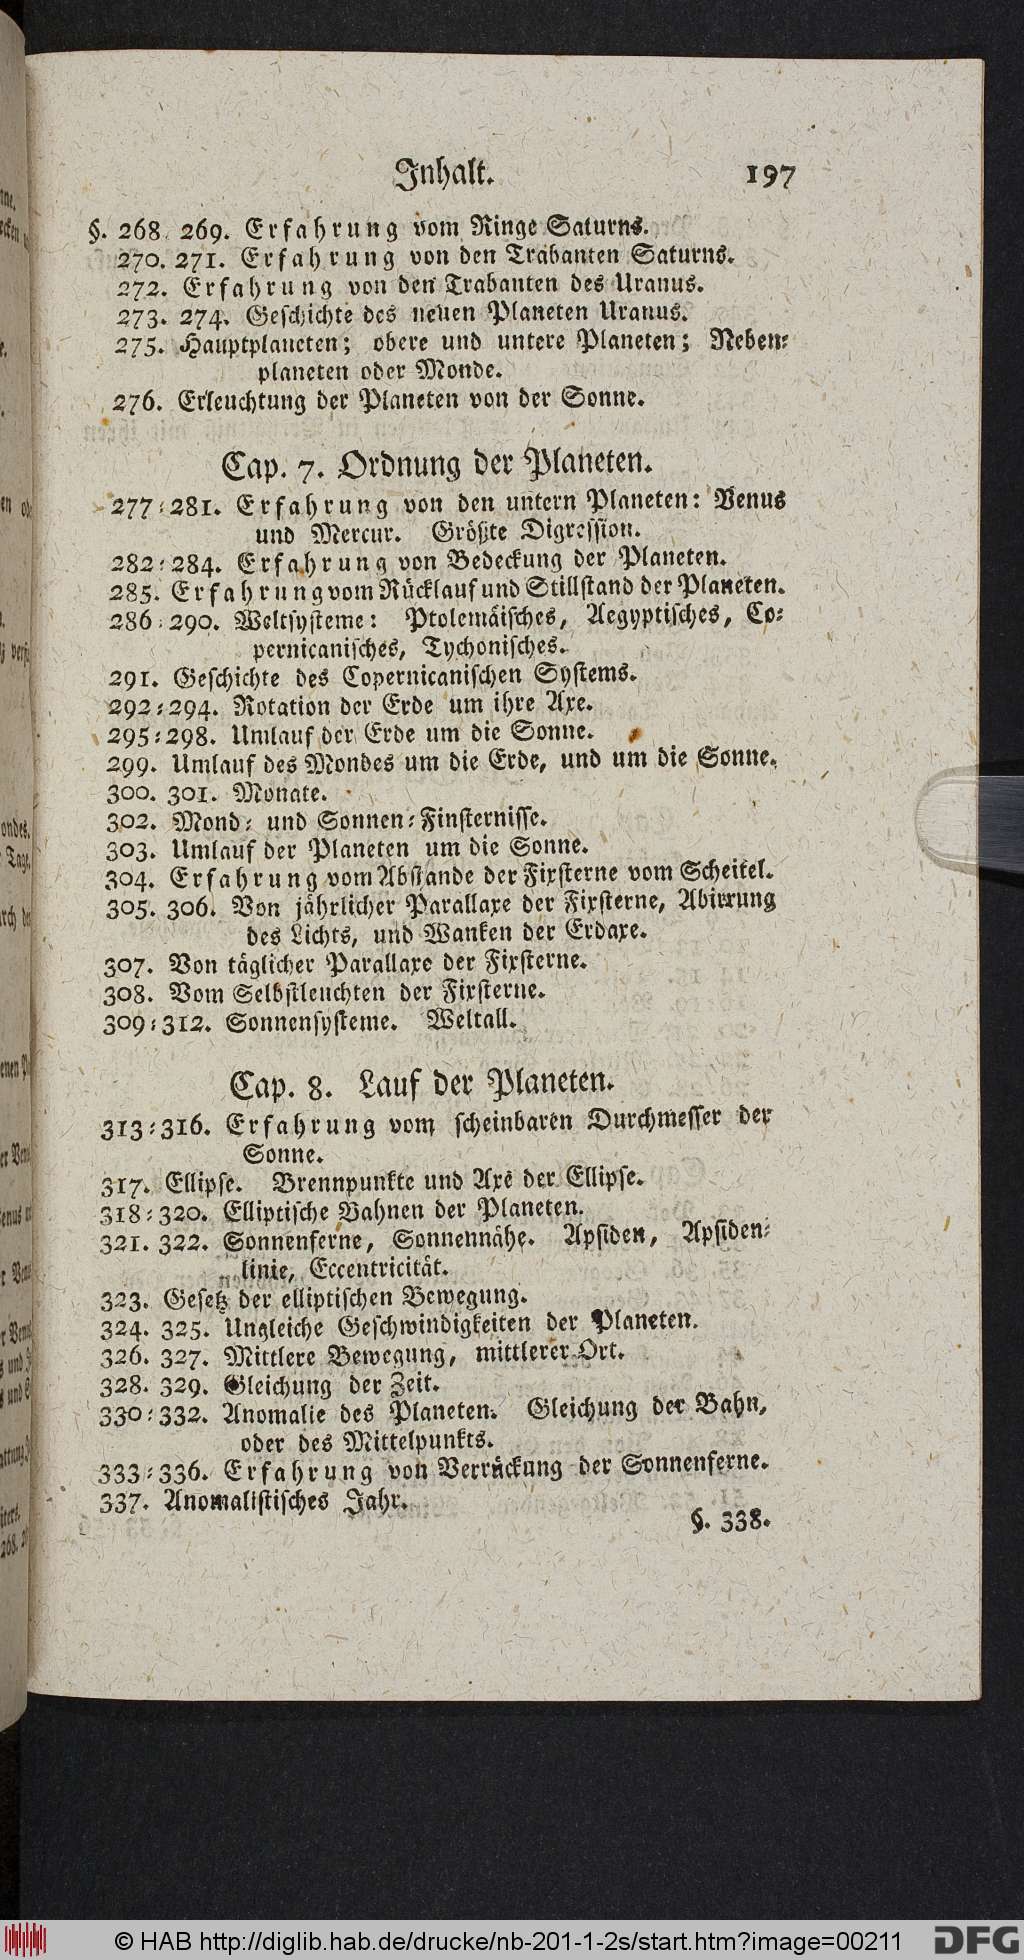 Inhalt. 197
§. 268 269. Erfahrung vom Ringe Saturns.
270. 271. Erfahrung von den Trabanten Saturns.
272. Erfahrung von den Trabanten des Uranus.
273. 274. Geschichte des neuen Planeten Uranus.
275. Hauptplaneten; obere und untere Planeten; Neben-
planeten oder Monde.
276. Erleuchtung der Planeten von der Sonne.
Cap. 7. Ordnung der Planeten.
277-281. Erfahrung von den untern Planeten: Venus
und Mercur. Größte Digression.
282-284. Erfahrung von Bedeckung der Planeten.
285. Erfahrung vom Rücklauf und Stillstand der Planeten.
286-290. Weltsysteme: Ptolemäisches, Aegyptisches, Co-
pernicanisches, Tychonisches.
291. Geschichte des Copernicanischen Systems.
292-294. Rotation der Erde um ihre Axe.
295-298. Umlauf der Erde um die Sonne.
299. Umlauf des Mondes um die Erde, und um die Sonne.
300. 301. Monate.
302. Mond- und Sonnen-Finsternisse.
303. Umlauf der Planeten um die Sonne.
304. Erfahrung vom Abstande der Fixsterne vom Scheitel.
305. 306. Von jährlicher Parallaxe der Fixsterne, Abirrung
des Lichts, und Wanken der Erdaxe.
307. Von täglicher Parallaxe der Fixsterne.
308. Vom Selbstleuchten der Fixsterne.
309-312. Sonnensysteme. Weltall.
Cap. 8. Lauf der Planeten.
313-316. Erfahrung vom scheinbaren Durchmesser der
Sonne.
317. Ellipse. Brennpunkte und Axe der Ellipse.
318-320. Elliptische Bahnen der Planeten.
321. 322. Sonnenferne, Sonnennähe. Apsiden, Apsiden-
linie, Eccentricität.
323. Gesetz der elliptischen Bewegung.
324. 325. Ungleiche Geschwindigkeiten der Planeten.
326. 327. Mittlere Bewegung, mittlerer Ort.
328. 329. Gleichung der Zeit.
330-332. Anomalie des Planeten. Gleichung der Bahn,
oder des Mittelpunkts.
333-336. Erfahrung von Verrückung der Sonnenferne.
337. Anomalistisches Jahr.
§. 338.
© HAB http://diglib.hab.de/drucke/nb-201-1-2s/start.htm?image=00211
DFG